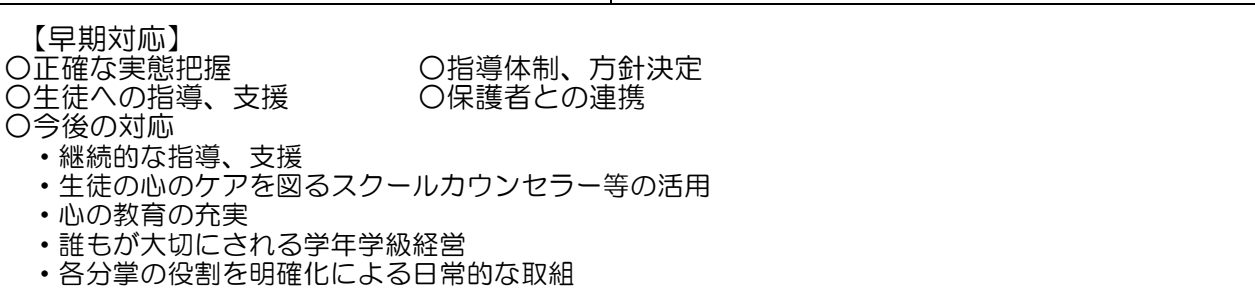 【早期対応】
〇正確な実態把握　　　　　　　〇指導体制、方針決定
〇生徒への指導、支援　　　　　〇保護者との連携
〇今後の対応
・継続的な指導、支援
・生徒の心のケアを図るスクールカウンセラー等の活用
・心の教育の充実
・誰もが大切にされる学年学級経営
・各分掌の役割を明確化による日常的な取組